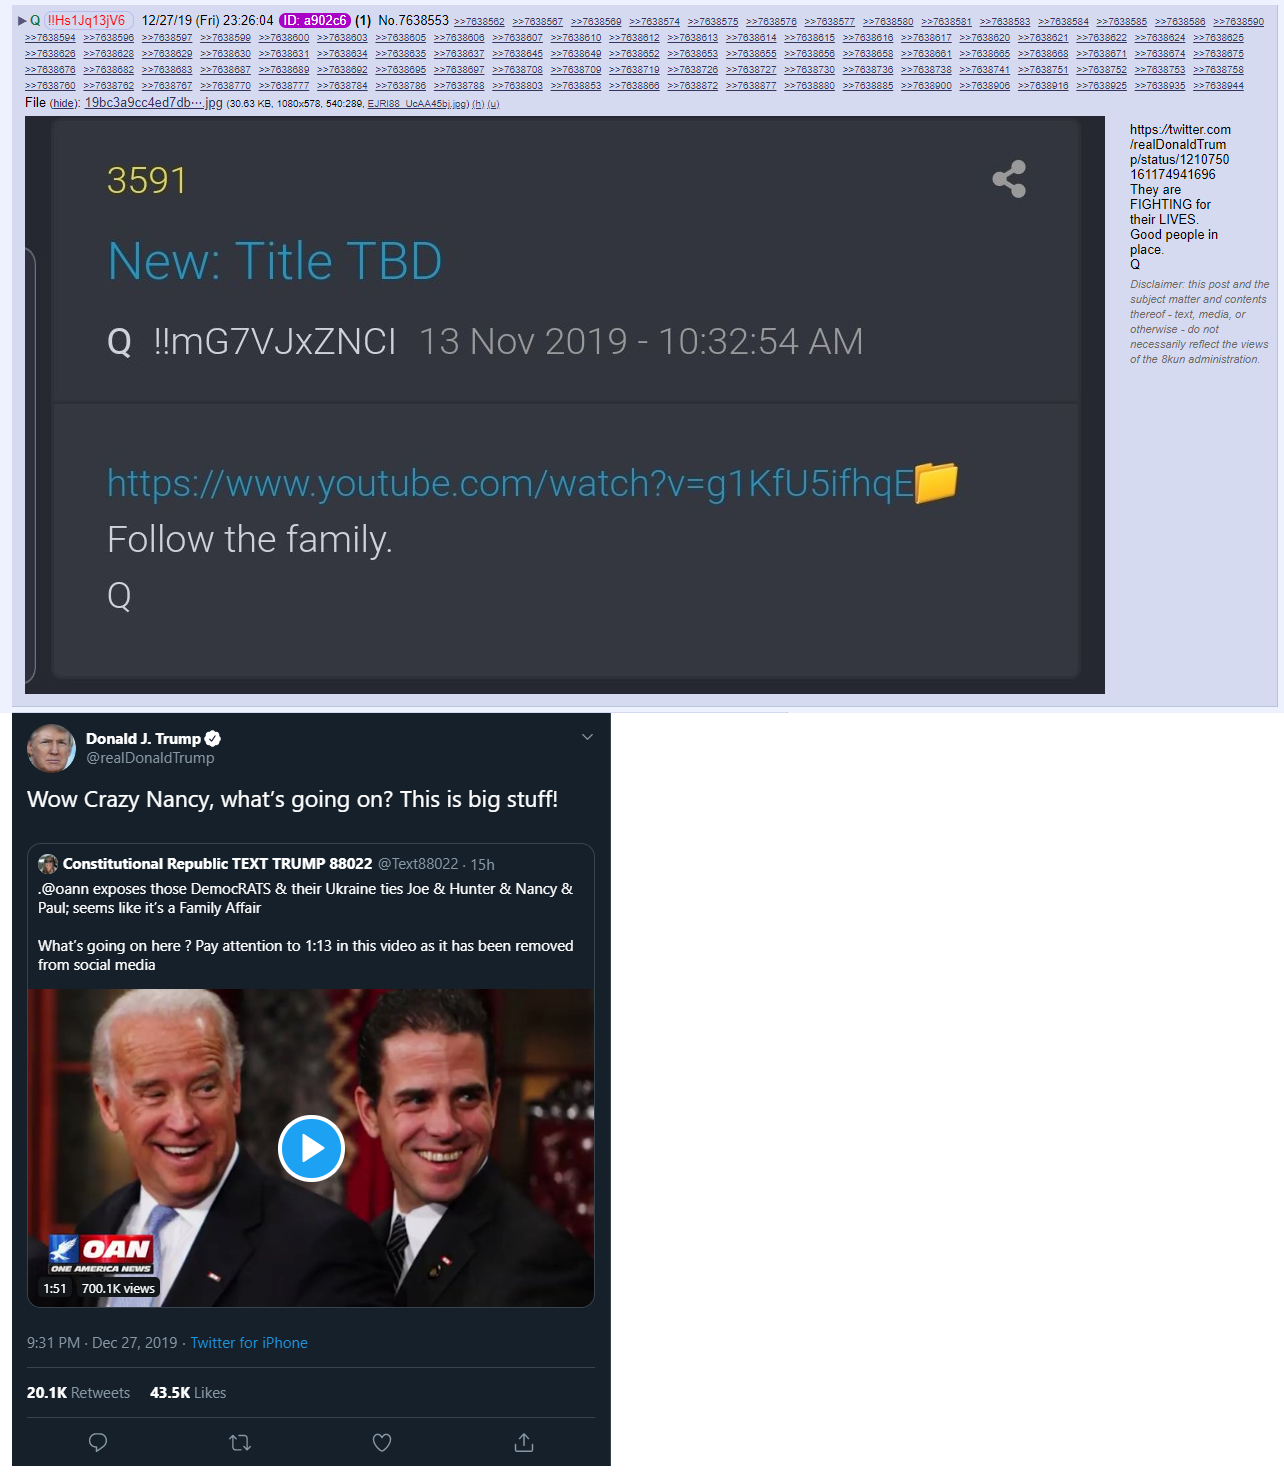 ▶ Q !!Hs1Jq13jV6 12/27/19 (Fri) 23:26:04 ID: a902c6 (1) No.7638553 >>7638562 >>7638567 >>7638569 >>7638574 >>7638575 >>7638576 >>7638577 >>7638580 >>7638581 >>7638583 >>7638584 >>7638585 >>7638586 >>7638590
>>7638594 >>7638596 >>7638597 >>7638599 >>7638600 >>7638603 >>7638605 >>7638606 >>7638607 >>7638610 >>7638612 >>7638613 >>7638614 >>7638615 >>7638616 >>7638617 >>7638620 >>7638621 >>7638622 >>7638624 >>7638625
>>7638626 >>7638628 >>7638629 >>7638630 >>7638631 >>7638634 >>7638635 >>7638637 >>7638645 >>7638649 >>7638652 >>7638653 >>7638655 >>7638656 >>7638658 >>7638661 >>7638665 >>7638668 >>7638671 >>7638674 >>7638675
>>7638676 >>7638682 >>7638683 >>7638687 >>7638689 >>7638692 >>7638695 >>7638697 >>7638708 >>7638709 >>7638719 >>7638726 >>7638727 >>7638730 >>7638736 >>7638738 >>7638741 >>7638751 >>7638752 >>7638753 >>7638758
>>7638760 >>7638762 >>7638767 >>7638770 >>7638777 >>7638784 >>7638786 >>7638788 >>7638803 >>7638853 >>7638866 >>7638872 >>7638877 >>7638880 >>7638885 >>7638900 >>7638906 >>7638916 >>7638925 >>7638935 >>7638944
File (hide): 19bc3a9cc4ed7db⋯.jpg (30.63 KB, 1080x578, 540:289, EJRI88_UcAA45bj.jpg) (h) (u)
3591
New: Title TBD
Q !!mG7VJxZNCI 13 Nov 2019 - 10:32:54 AM
https://www.youtube.com/watch?v=g1KfU5ifhqE
Follow the family.
Q
https://twitter.com
/realDonaldTrum
p/status/1210750
161174941696
They are
FIGHTING for
their LIVES.
Good people in
place.
Q
Disclaimer: this post and the
subject matter and contents
thereof - text, media, or
otherwise - do not
necessarily reflect the views
of the 8kun administration.
Donald J. Trump
@realDonaldTrump
Wow Crazy Nancy, what's going on? This is big stuff!
Constitutional Republic TEXT TRUMP 88022 @Text88022 · 15h
.@oann exposes those DemocRATS & their Ukraine ties Joe & Hunter & Nancy &
Paul; seems like it's a Family Affair
What's going on here ? Pay attention to 1:13 in this video as it has been removed
from social media
OAN
ONE AMERICA NEWS
1:51 700.1K views
9:31 PM · Dec 27, 2019 · Twitter for iPhone
20.1K Retweets 43.5K Likes